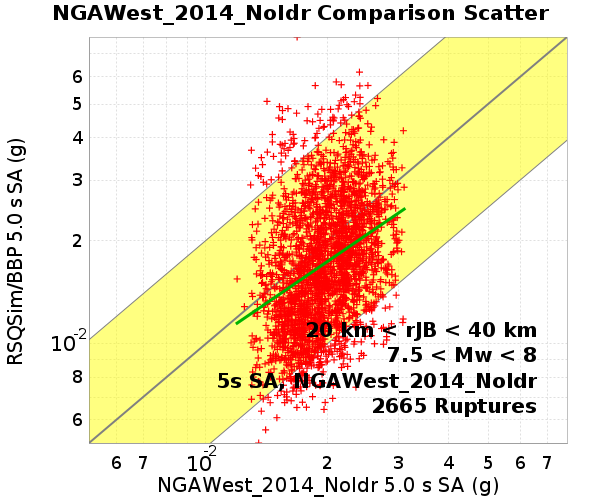 NGAWest_2014_NoIdr Comparison Scatter
RSQSim/BBP 5.0 s SA (g)
6
5
4
3
2
10-2
8
6
20 km < rJB < 40 km
7.5 < Mw < 8
5s SA, NGAWest_2014_NoIdr
2665 Ruptures
6 7 10-2 2 3 4 5 6 7
NGAWest_2014_NoIdr 5.0 s SA (g)